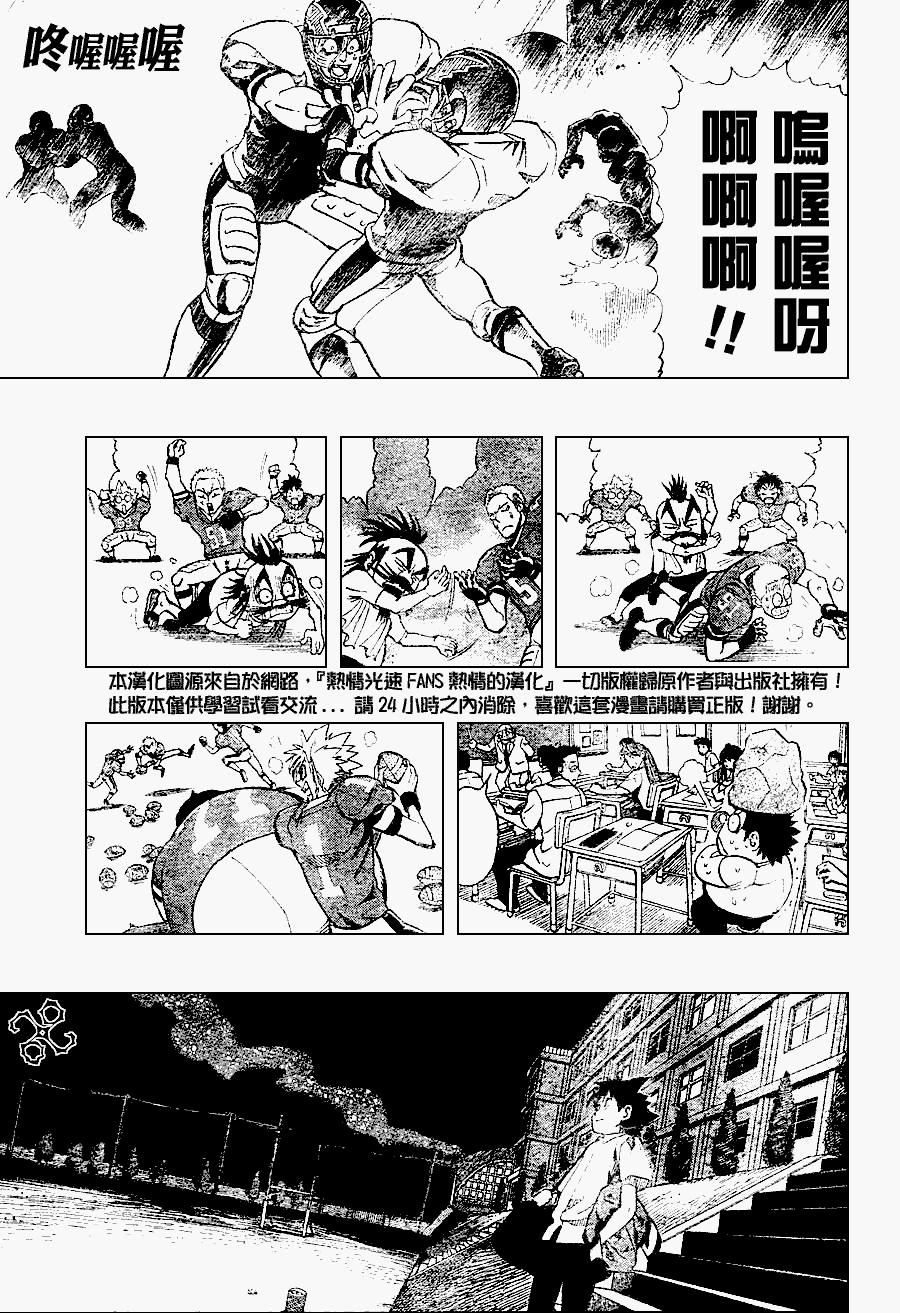 嗚喔喔呀
啊啊啊!!
咚喔喔喔
本漢化圖源來自於網路，『熱情光速 FANS 熱情的漢化』一切版權歸原作者與出版社擁有！
此版本僅供學習試看交流... 請 24 小時之內消除，喜歡這套漫畫請購買正版！謝謝。